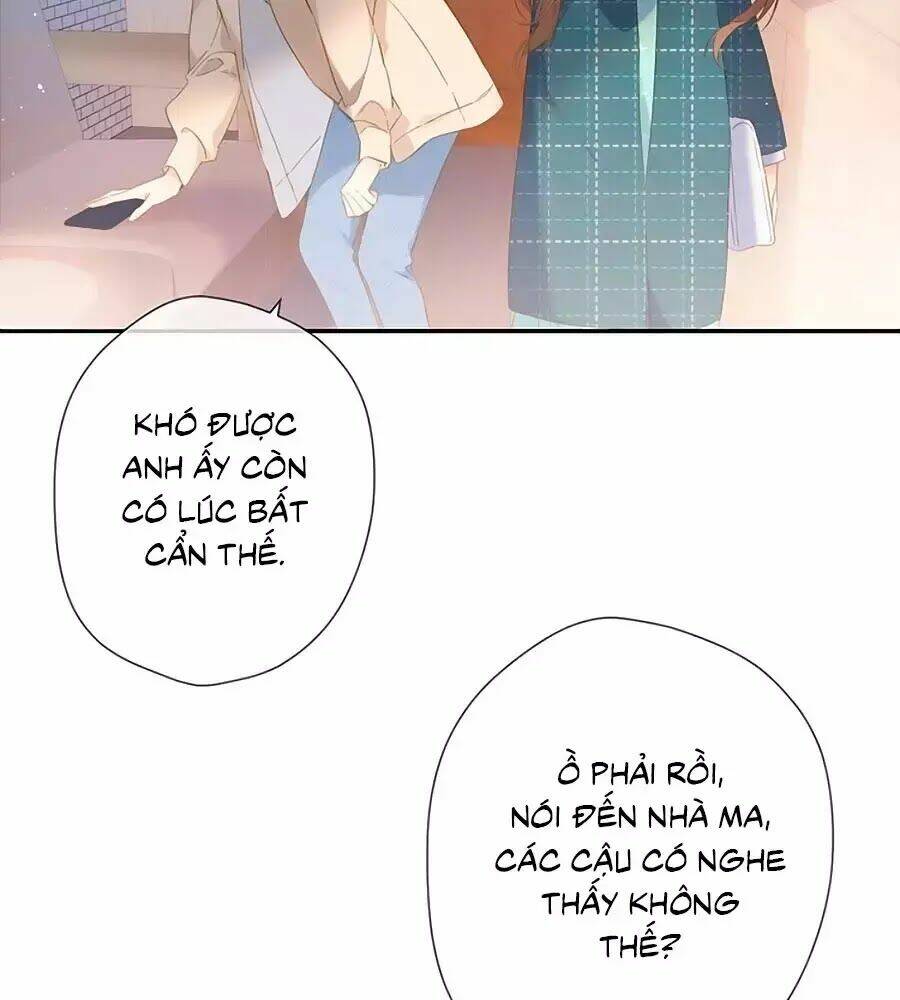 KHÓ ĐƯỢC
ANH ẤY CÒN
CÓ LÚC BẤT
CẨN THẾ.
Ồ PHẢI RỒI,
NÓI ĐẾN NHÀ MA,
CÁC CẬU CÓ NGHE
THẤY KHÔNG
THẾ?